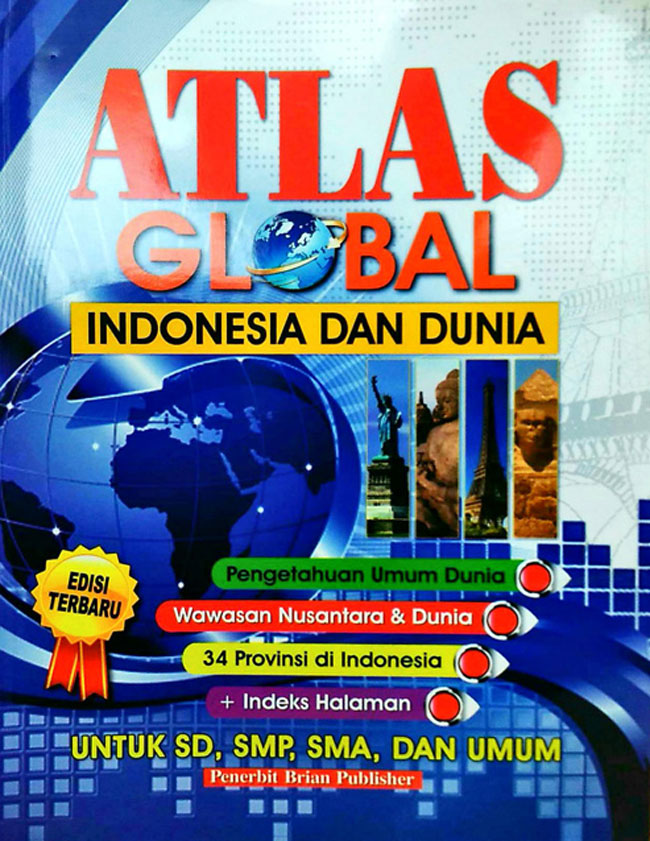 ATLAS
GLOBAL
INDONESIA DAN DUNIA
EDISI
TERBARU
Pengetahuan Umum Dunia
Wawasan Nusantara & Dunia
34 Provinsi di Indonesia
+ Indeks Halaman
UNTUK SD, SMP, SMA, DAN UMUM
Penerbit Brian Publisher